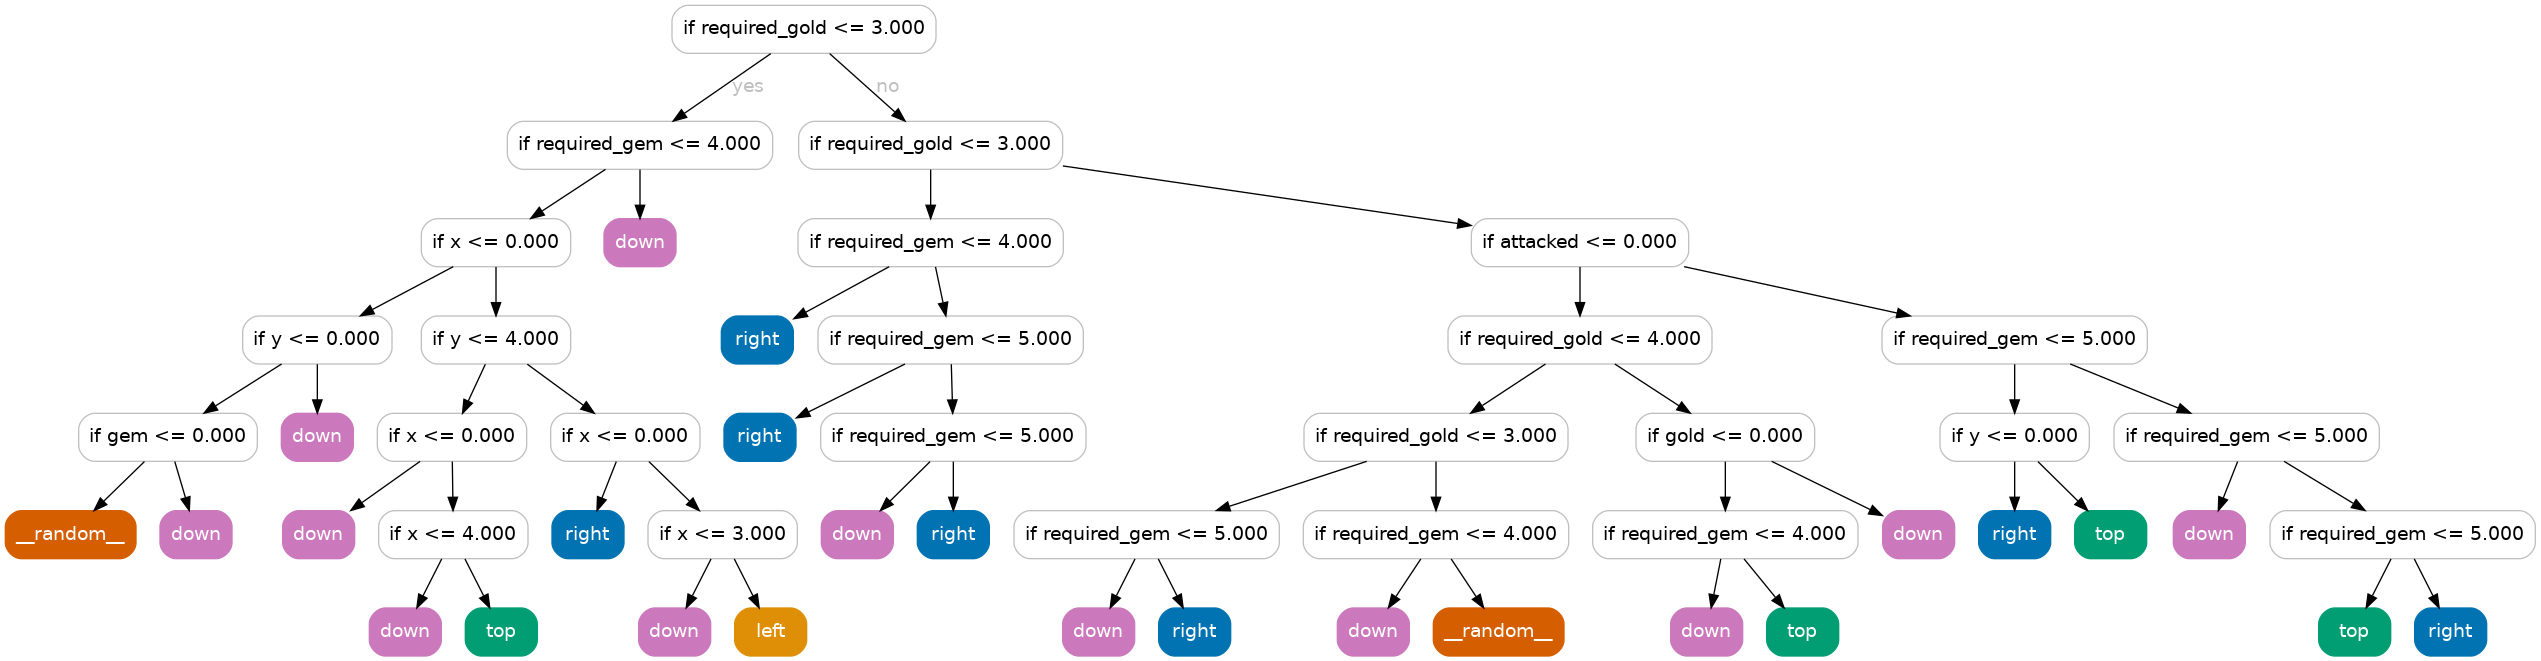 if required_gold <= 3.000
yes
no
if required_gem <= 4.000
if required_gold <= 3.000
if x <= 0.000
down
if required_gem <= 4.000
if attacked <= 0.000
if y <= 0.000
if y <= 4.000
right
if required_gem <= 5.000
if required_gold <= 4.000
if required_gem <= 5.000
if gem <= 0.000
down
if x <= 0.000
if x <= 0.000
right
if required_gem <= 5.000
if required_gold <= 3.000
if gold <= 0.000
if y <= 0.000
if required_gem <= 5.000
__random__
down
down
if x <= 4.000
right
if x <= 3.000
down
right
if required_gem <= 5.000
if required_gem <= 4.000
if required_gem <= 4.000
down
right
top
down
if required_gem <= 5.000
down
top
down
left
down
right
down
__random__
down
top
top
right